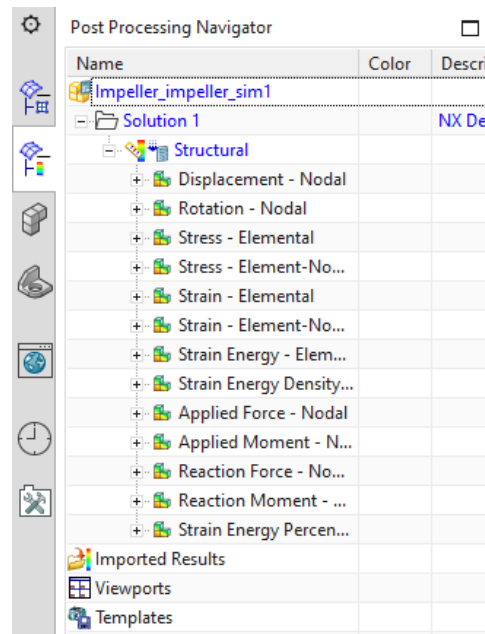 Post Processing Navigator
Name Color Descri
Impeller_impeller_sim1
Solution 1 NX De
Structural
Displacement - Nodal
Rotation - Nodal
Stress - Elemental
Stress - Element-No...
Strain - Elemental
Strain - Element-No...
Strain Energy - Elem...
Strain Energy Density...
Applied Force - Nodal
Applied Moment - N...
Reaction Force - No...
Reaction Moment - ...
Strain Energy Percen...
Imported Results
Viewports
Templates